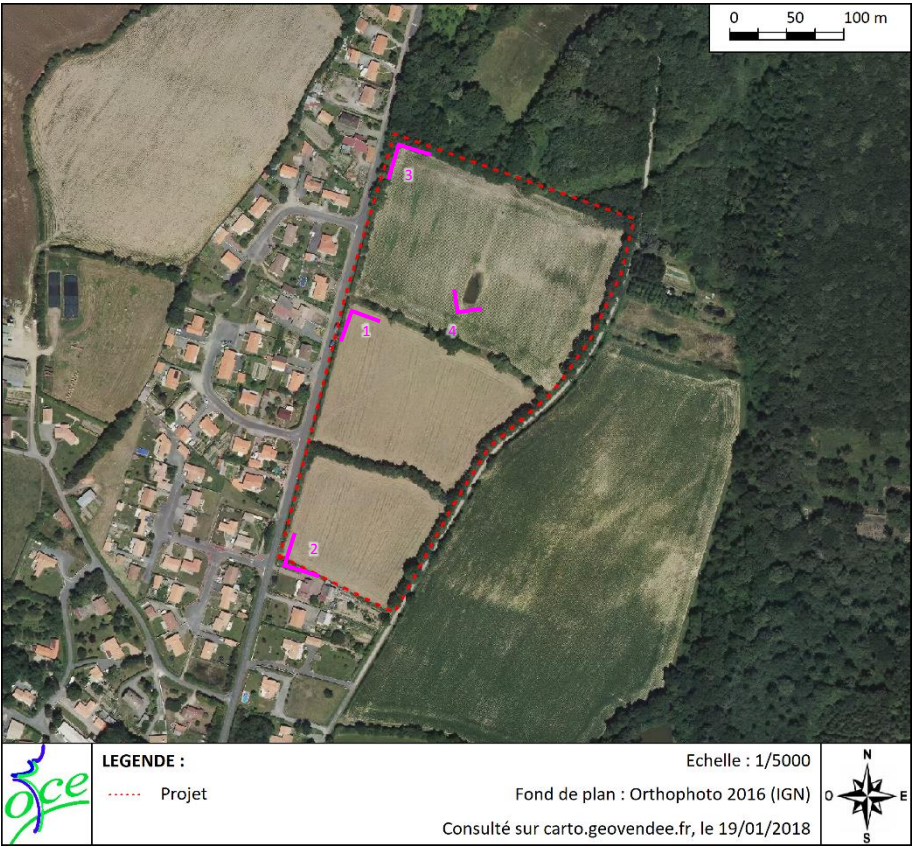 0 50 100 m
3
1
4
2
LEGENDE :
Projet
Echelle : 1/5000
Fond de plan : Orthophoto 2016 (IGN)
Consulté sur carto.geovendee.fr, le 19/01/2018
oce
N
O E
S